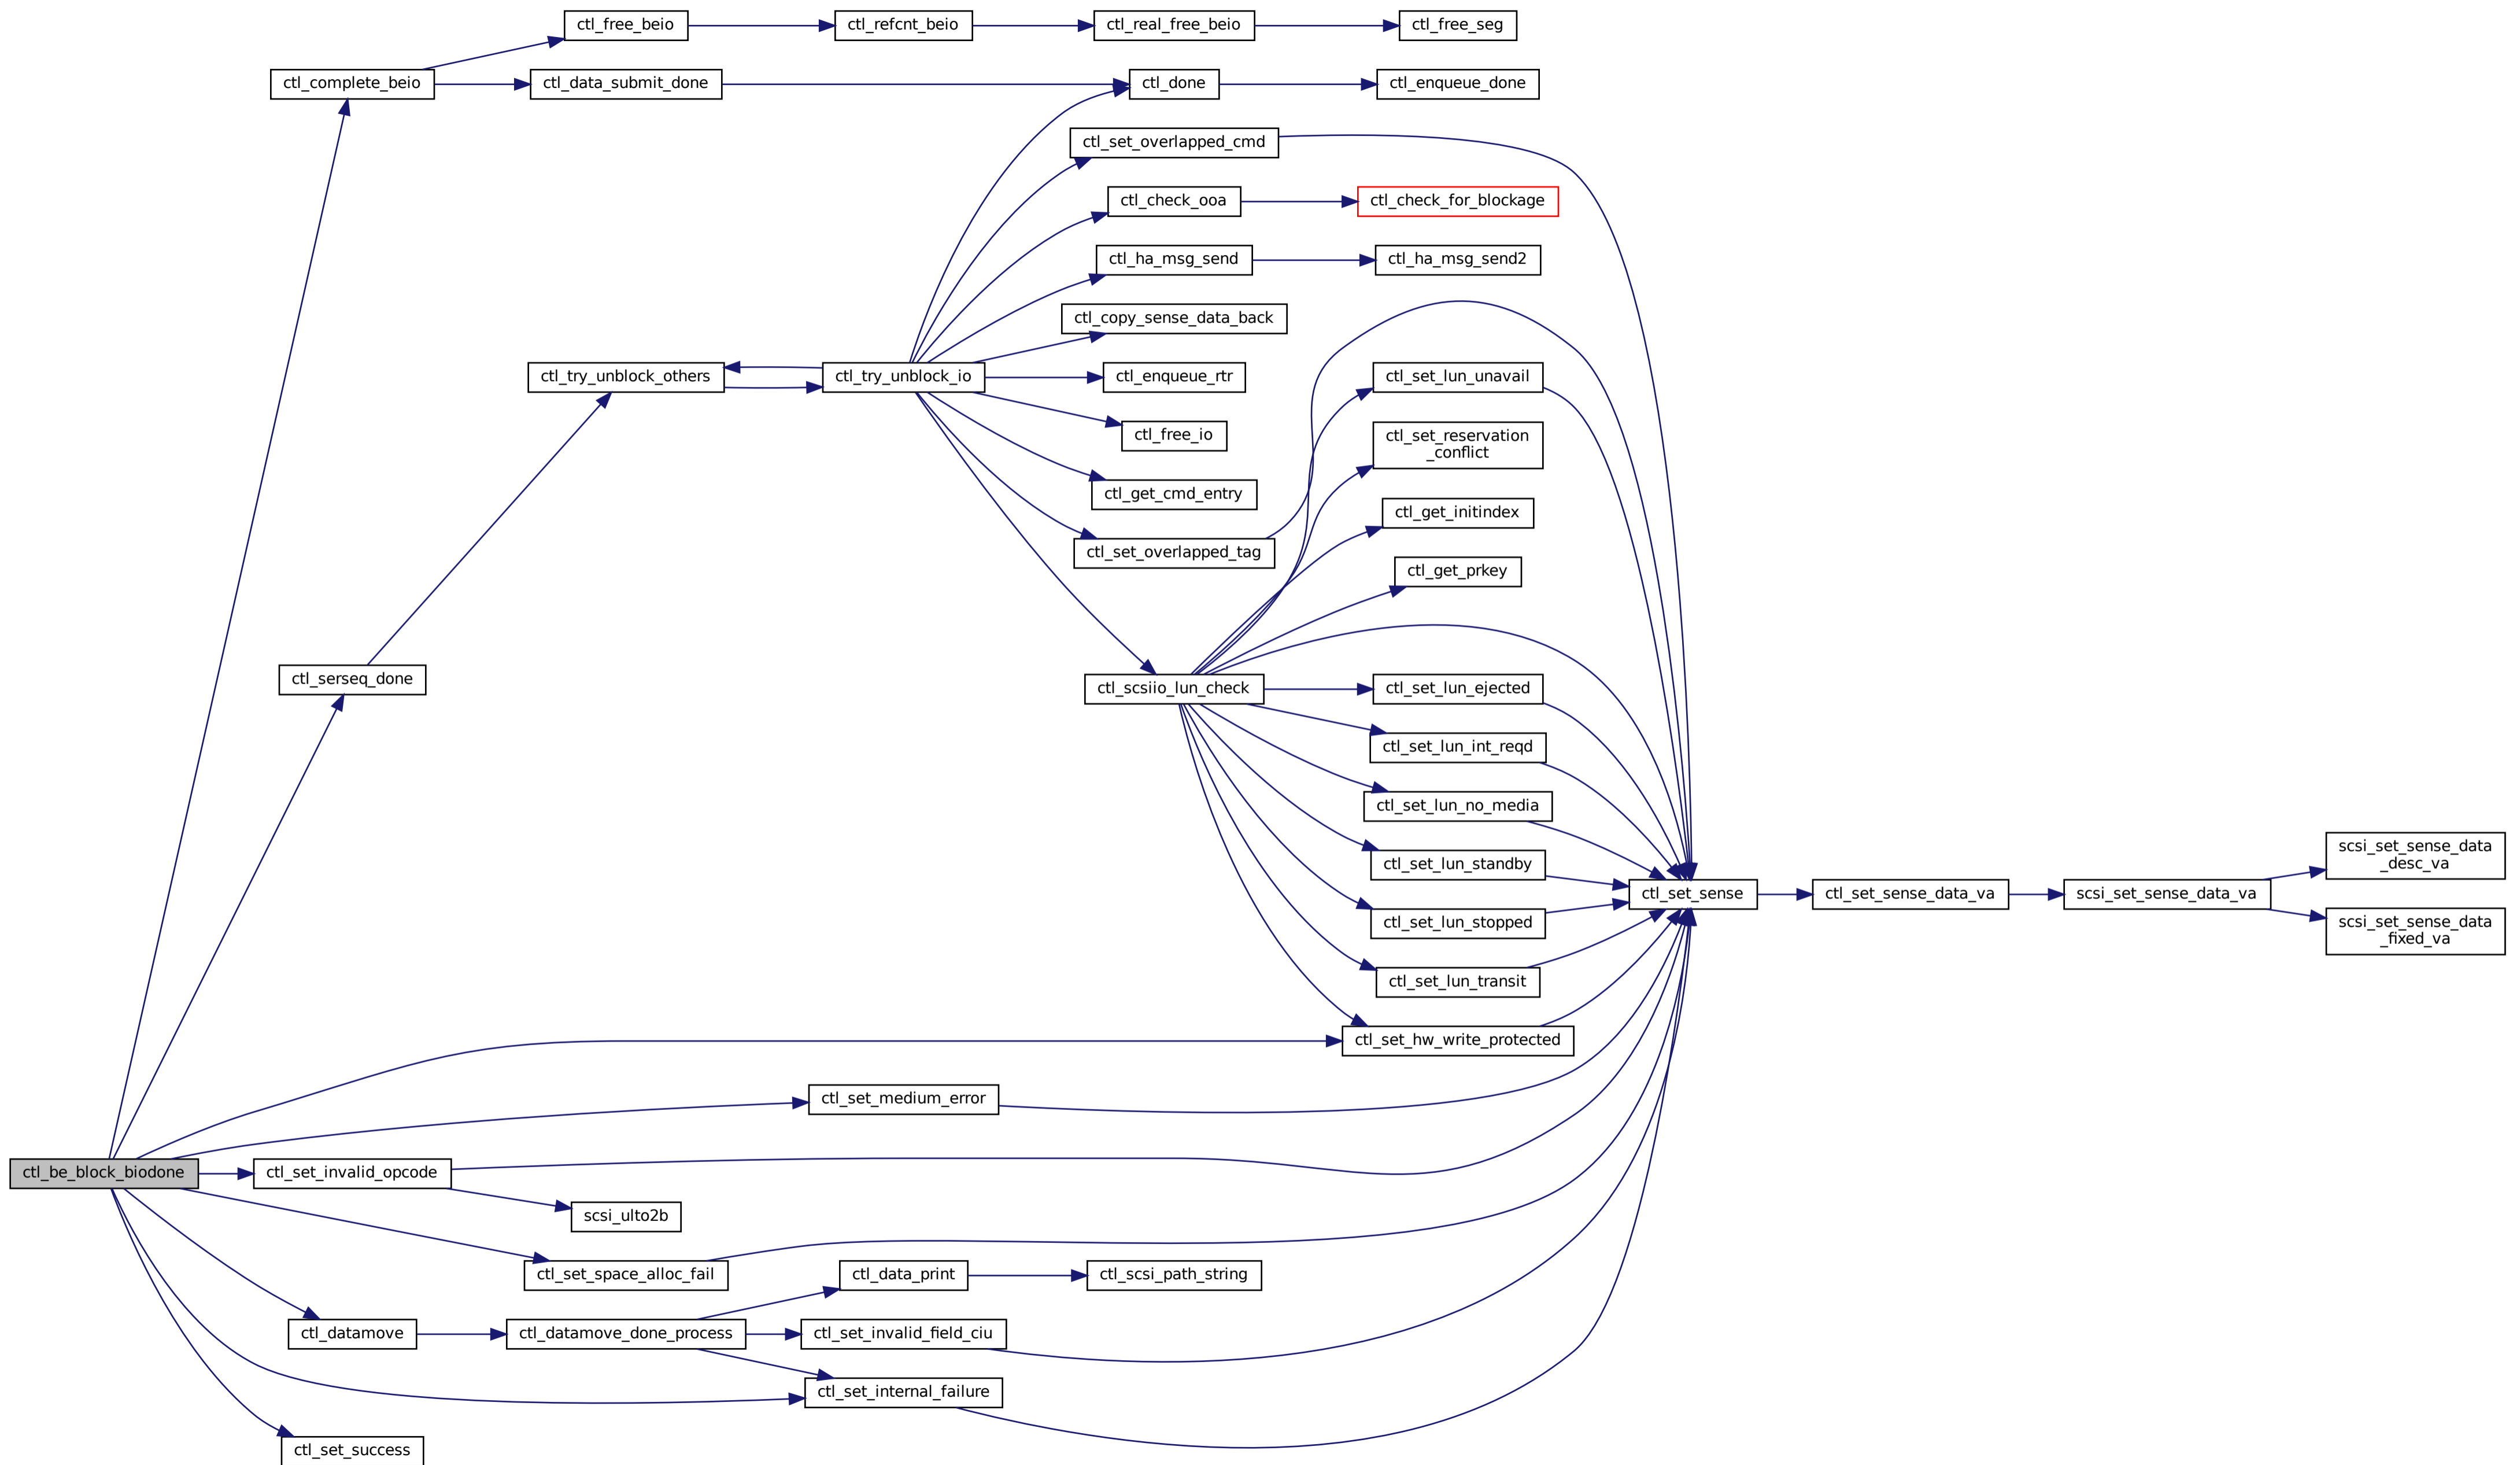 ctl_free_beio
ctl_refcnt_beio
ctl_real_free_beio
ctl_free_seg
ctl_complete_beio
ctl_data_submit_done
ctl_done
ctl_enqueue_done
ctl_set_overlapped_cmd
ctl_check_ooa
ctl_check_for_blockage
ctl_ha_msg_send
ctl_ha_msg_send2
ctl_copy_sense_data_back
ctl_try_unblock_others
ctl_try_unblock_io
ctl_enqueue_rtr
ctl_set_lun_unavail
ctl_free_io
ctl_set_reservation
_conflict
ctl_get_cmd_entry
ctl_get_initindex
ctl_set_overlapped_tag
ctl_get_prkey
ctl_serseq_done
ctl_scsiio_lun_check
ctl_set_lun_ejected
ctl_set_lun_int_reqd
ctl_set_lun_no_media
ctl_set_lun_standby
ctl_set_sense
ctl_set_sense_data_va
scsi_set_sense_data_va
scsi_set_sense_data
_desc_va
ctl_set_lun_stopped
scsi_set_sense_data
_fixed_va
ctl_set_lun_transit
ctl_set_hw_write_protected
ctl_set_medium_error
ctl_be_block_biodone
ctl_set_invalid_opcode
scsi_ulto2b
ctl_set_space_alloc_fail
ctl_data_print
ctl_scsi_path_string
ctl_datamove
ctl_datamove_done_process
ctl_set_invalid_field_ciu
ctl_set_internal_failure
ctl_set_success